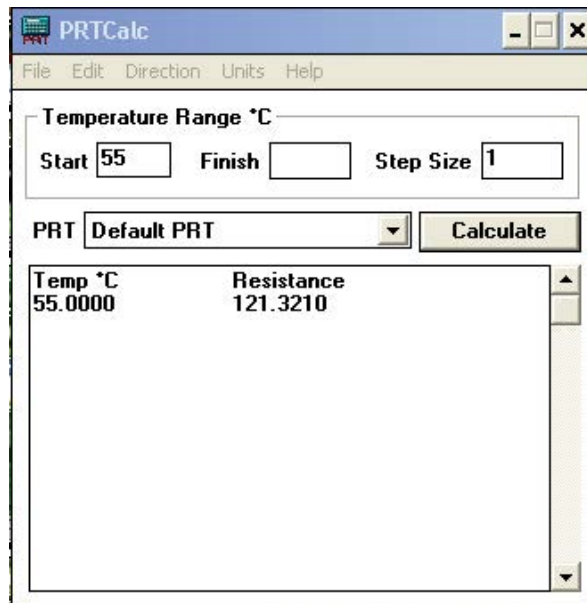 PRT PRTCalc
File Edit Direction Units Help
Temperature Range °C
Start 55 Finish Step Size 1
PRT Default PRT Calculate
Temp °C Resistance
55.0000 121.3210